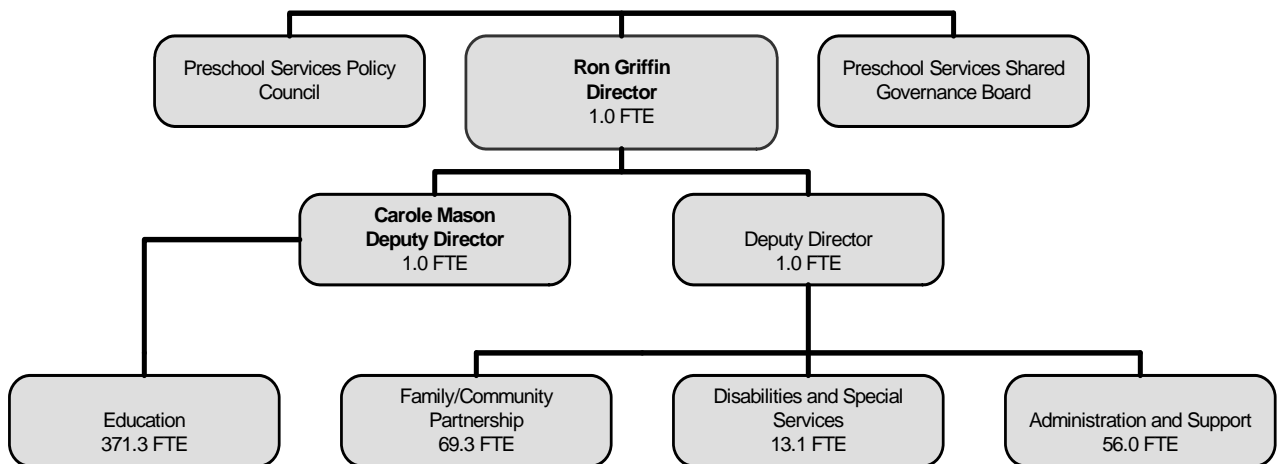 Preschool Services Policy
Council
Ron Griffin
Director
1.0 FTE
Preschool Services Shared
Governance Board
Carole Mason
Deputy Director
1.0 FTE
Deputy Director
1.0 FTE
Education
371.3 FTE
Family/Community
Partnership
69.3 FTE
Disabilities and Special
Services
13.1 FTE
Administration and Support
56.0 FTE